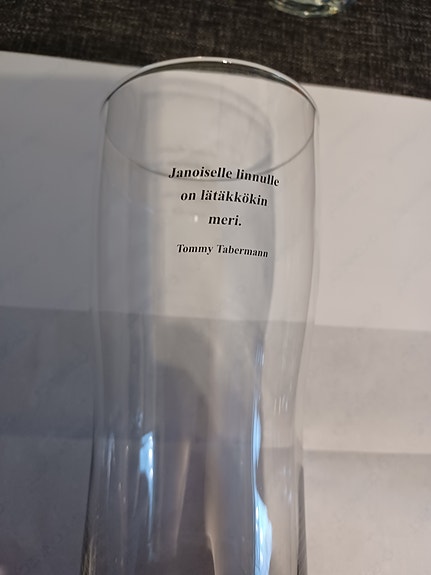 Janoiselle linnulle
on lätäkkökin
meri.
Tommy Tabermann